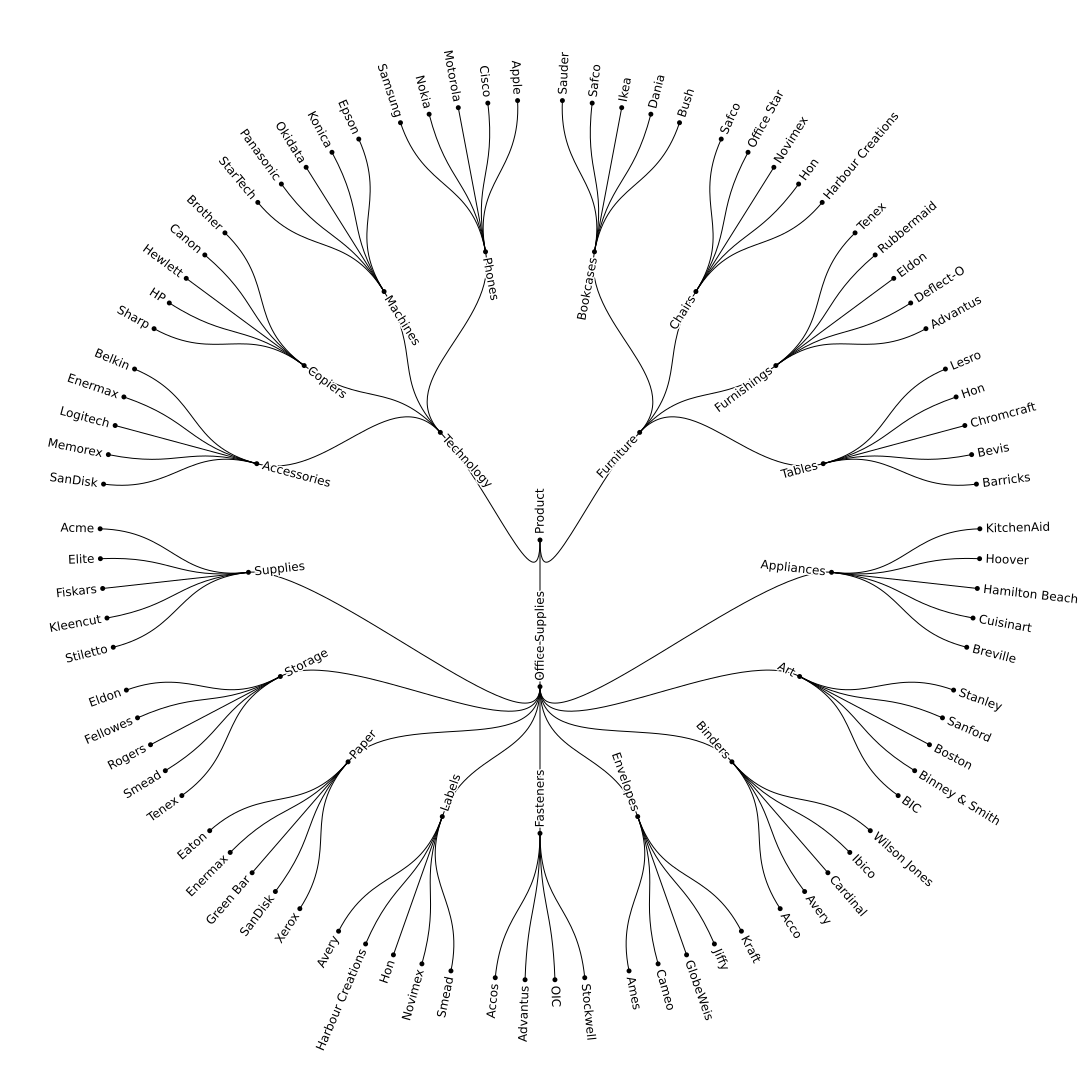 Product
Furniture
Bookcases
Sauder
Safco
Ikea
Dania
Bush
Chairs
Safco
Office Star
Novimex
Hon
Harbour Creations
Furnishings
Tenex
Rubbermaid
Eldon
Deflect-O
Advantus
Tables
Lesro
Hon
Chromcraft
Bevis
Barricks
Office-Supplies
Appliances
KitchenAid
Hoover
Hamilton Beach
Cuisinart
Breville
Art
Stanley
Sanford
Boston
Binney & Smith
BIC
Binders
Wilson Jones
Ibico
Cardinal
Avery
Acco
Envelopes
Kraft
Jiffy
GlobeWeis
Cameo
Ames
Fasteners
Stockwell
OIC
Advantus
Accos
Labels
Smead
Novimex
Hon
Harbour Creations
Avery
Paper
Xerox
SanDisk
Green Bar
Enermax
Eaton
Storage
Tenex
Smead
Rogers
Fellowes
Eldon
Supplies
Stiletto
Kleencut
Fiskars
Elite
Acme
Technology
Accessories
SanDisk
Memorex
Logitech
Enermax
Belkin
Copiers
Sharp
HP
Hewlett
Canon
Brother
Machines
StarTech
Panasonic
Okidata
Konica
Epson
Phones
Samsung
Nokia
Motorola
Cisco
Apple